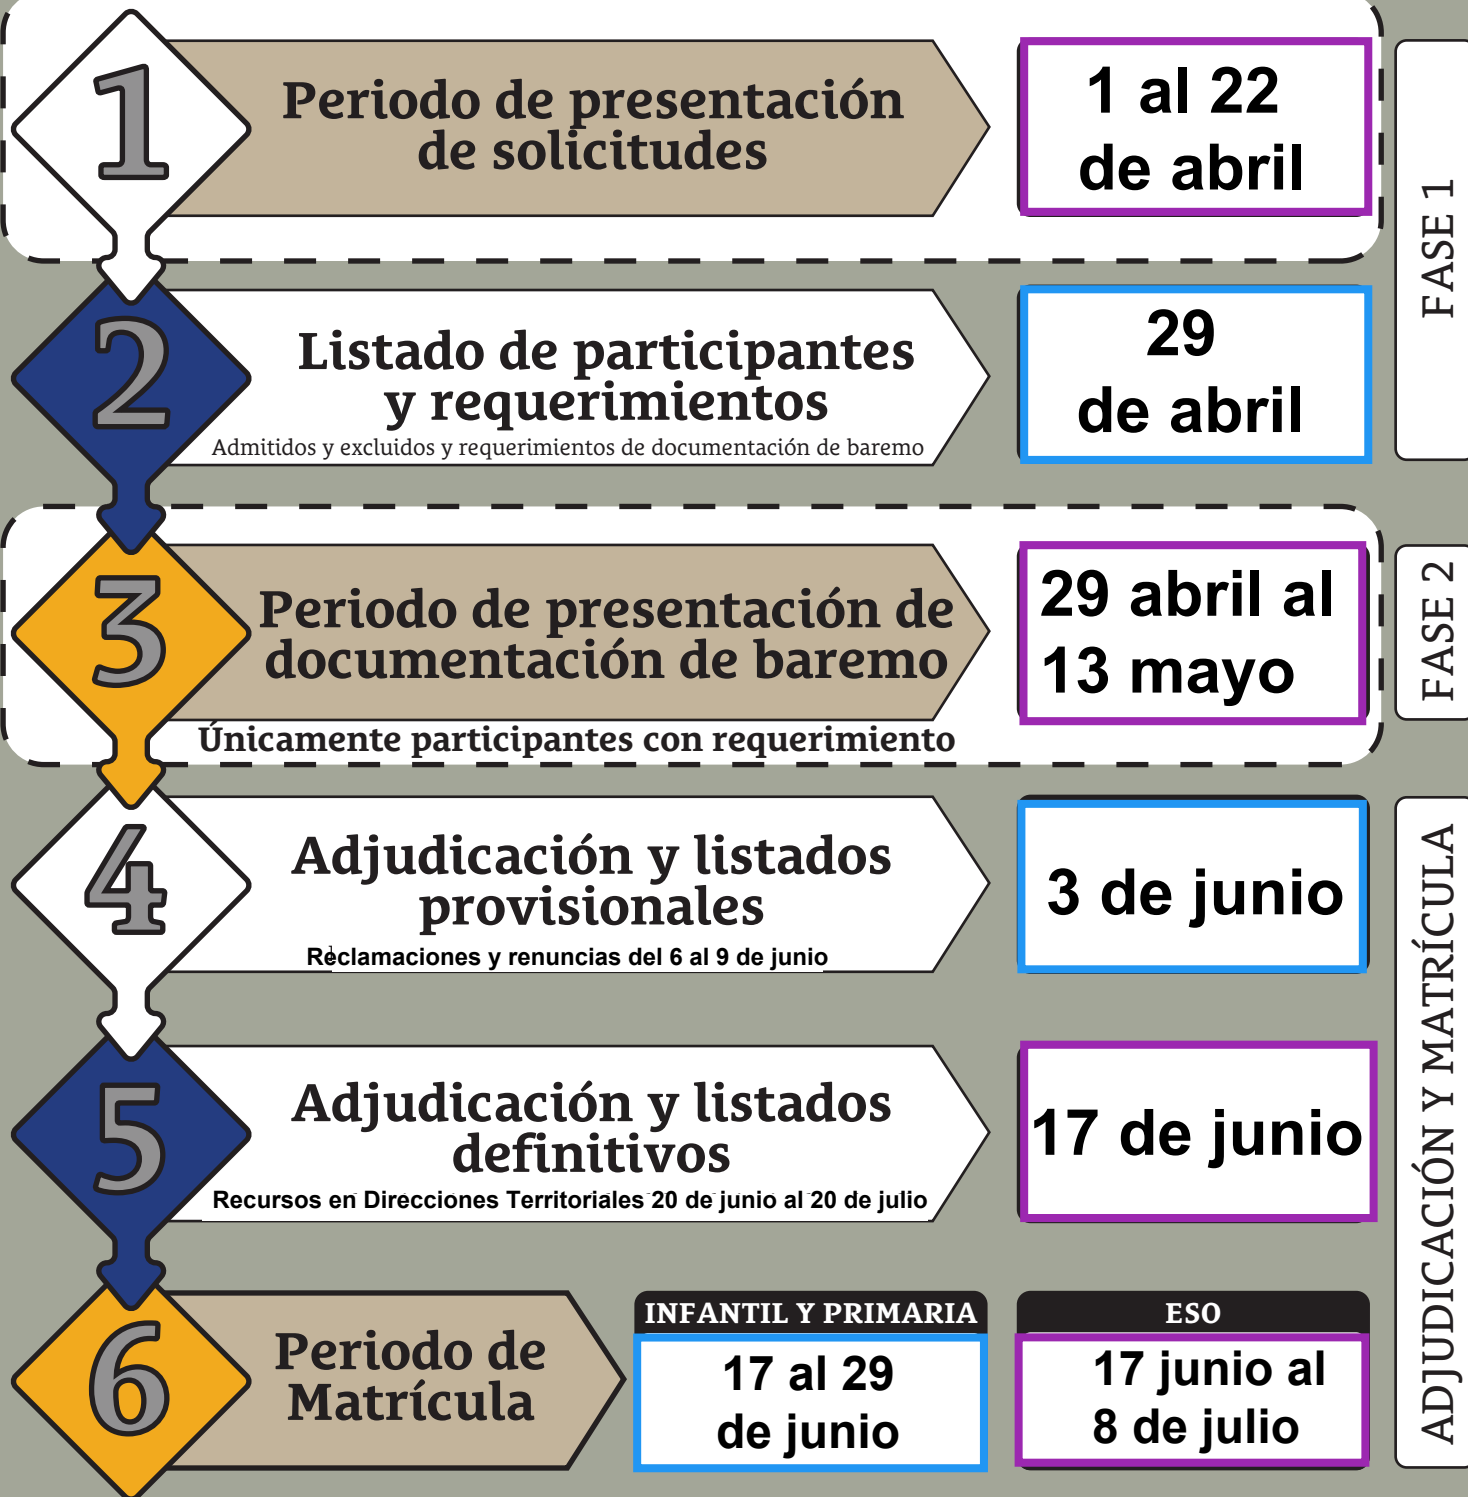 1
Periodo de presentación
de solicitudes
1 al 22
de abril
FASE 1
2
Listado de participantes
y requerimientos
Admitidos y excluidos y requerimientos de documentación de baremo
29
de abril
3
Periodo de presentación de
documentación de baremo
Únicamente participantes con requerimiento
29 abril al
13 mayo
FASE 2
4
Adjudicación y listados
provisionales
Reclamaciones y renuncias del 6 al 9 de junio
3 de junio
ADJUDICACIÓN Y MATRÍCULA
5
Adjudicación y listados
definitivos
Recursos en Direcciones Territoriales 20 de junio al 20 de julio
17 de junio
6
Periodo de
Matrícula
INFANTIL Y PRIMARIA
17 al 29
de junio
ESO
17 junio al
8 de julio